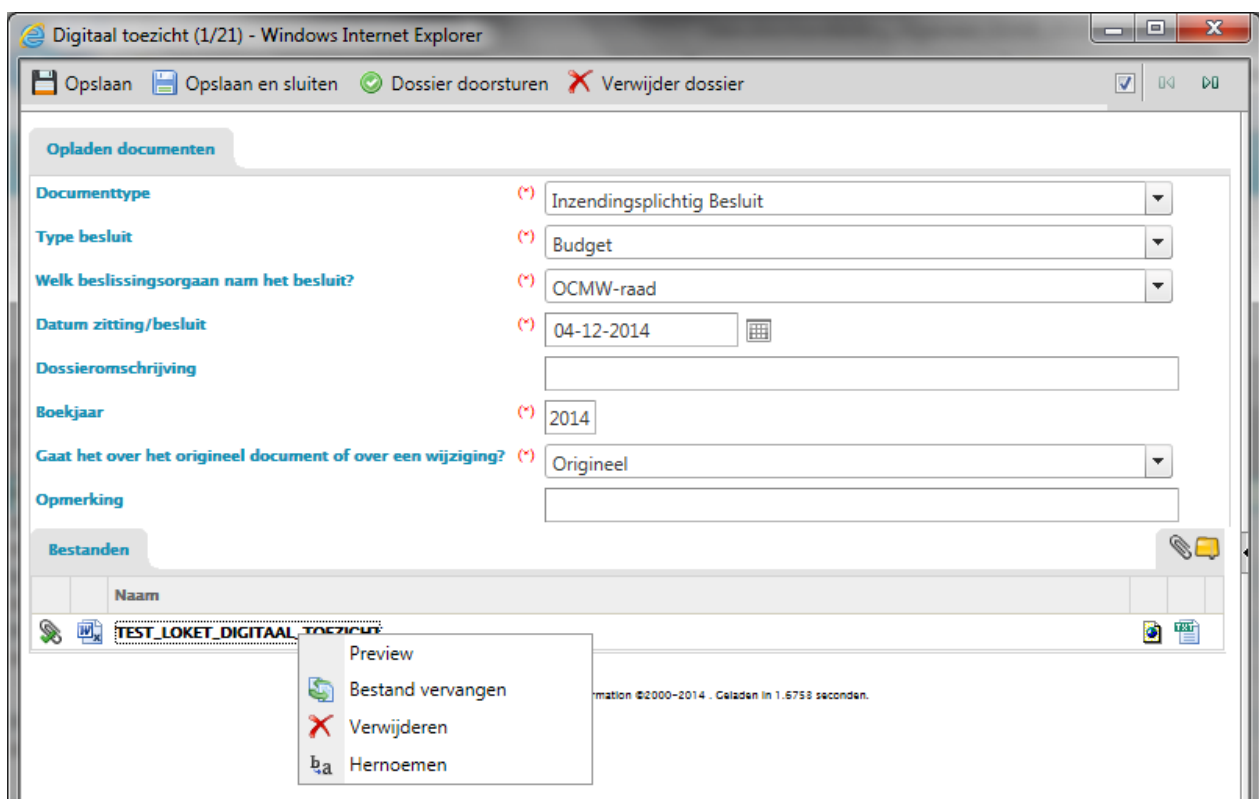 Digitaal toezicht (1/21) - Windows Internet Explorer
Opslaan Opslaan en sluiten Dossier doorsturen Verwijder dossier
Opladen documenten
Documenttype (*) Inzendingsplichtig Besluit
Type besluit (*) Budget
Welk beslissingsorgaan nam het besluit? (*) OCMW-raad
Datum zitting/besluit (*) 04-12-2014
Dossieromschrijving
Boekjaar (*) 2014
Gaat het over het origineel document of over een wijziging? (*) Origineel
Opmerking
Bestanden
Naam
TEST_LOKET_DIGITAAL_TOEZICHT
Preview
Bestand vervangen
rmation ©2000-2014 . Geladen in 1.6753 seconden.
Verwijderen
Hernoemen